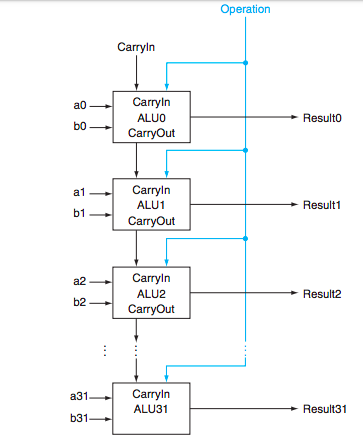 Operation
CarryIn
a0
b0
CarryIn
ALU0
CarryOut
Result0
a1
b1
CarryIn
ALU1
CarryOut
Result1
a2
b2
CarryIn
ALU2
CarryOut
Result2
a31
b31
CarryIn
ALU31
Result31